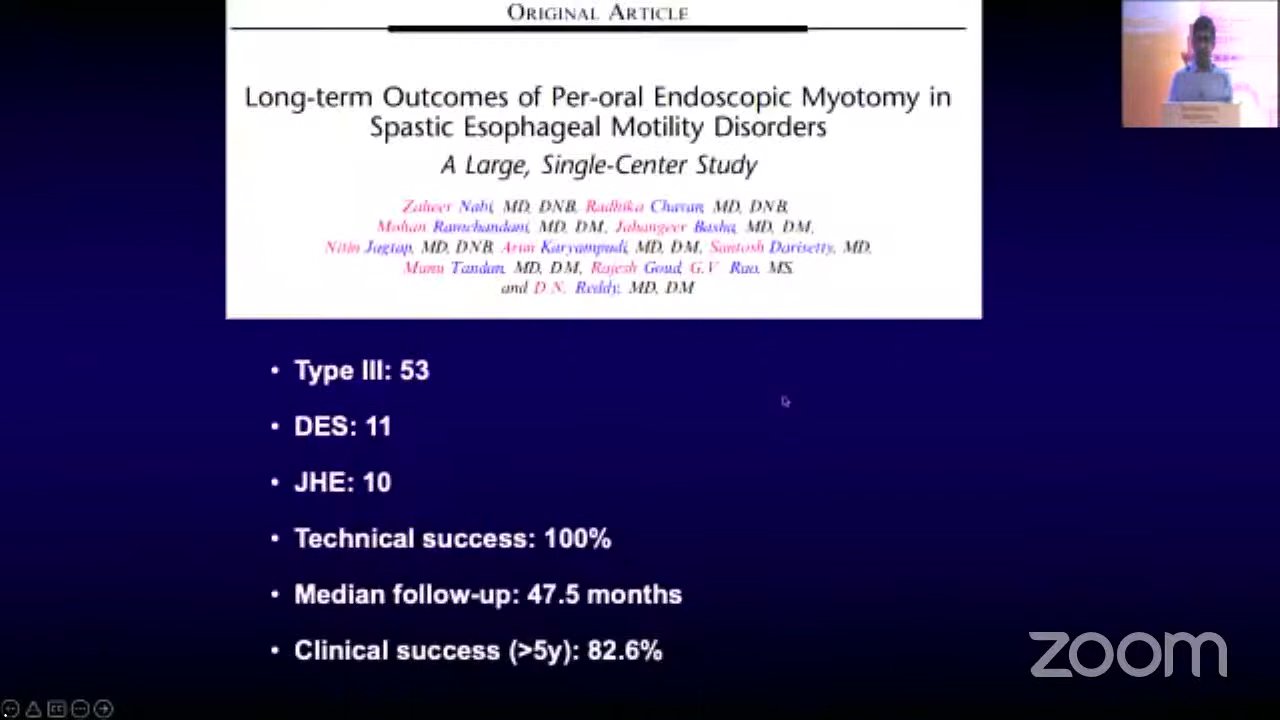 ORIGINAL ARTICLE
Long-term Outcomes of Per-oral Endoscopic Myotomy in
Spastic Esophageal Motility Disorders
A Large, Single-Center Study
Zaheer Nabi, MD, DNB, Radhika Chavan, MD, DNB,
Mohan Ramchandani, MD, DM, Jahangeer Basha, MD, DM,
Nitin Jagtap, MD, DNB, Arun Karyampudi, MD, DM, Santosh Darisetty, MD,
Manu Tandan, MD, DM, Rajesh Goud, G.V. Rao, MS,
and D.N. Reddy, MD, DM
• Type III: 53
• DES: 11
• JHE: 10
• Technical success: 100%
• Median follow-up: 47.5 months
• Clinical success (>5y): 82.6%
zoom